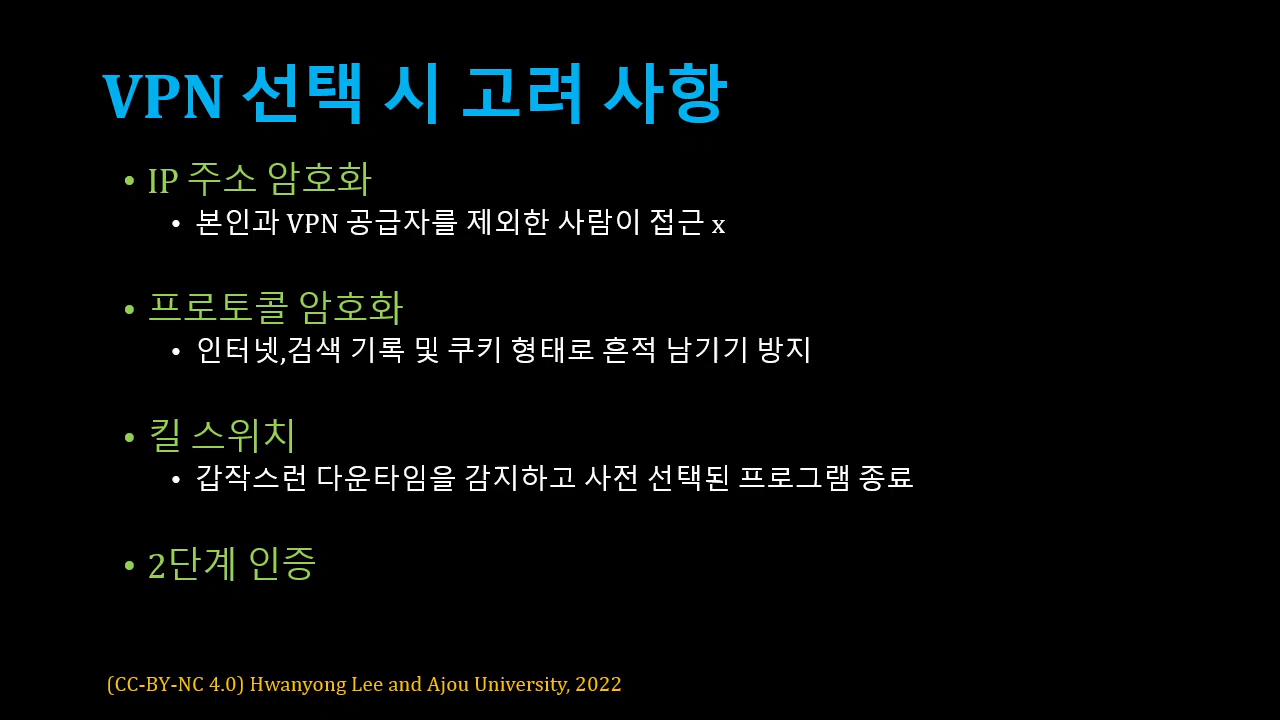 VPN 선택 시 고려 사항
• IP 주소 암호화
• 본인과 VPN 공급자를 제외한 사람이 접근 x
• 프로토콜 암호화
• 인터넷,검색 기록 및 쿠키 형태로 흔적 남기기 방지
• 킬 스위치
• 갑작스런 다운타임을 감지하고 사전 선택된 프로그램 종료
• 2단계 인증
(CC-BY-NC 4.0) Hwanyong Lee and Ajou University, 2022